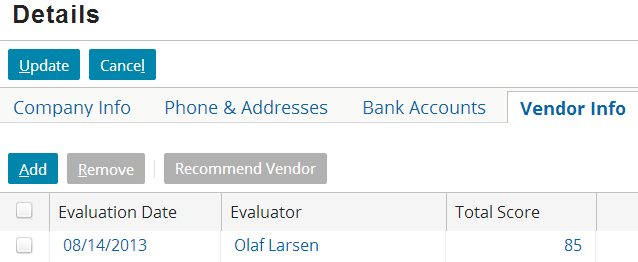 Details
Update Cancel
Company Info Phone & Addresses Bank Accounts Vendor Info
Add Remove Recommend Vendor
Evaluation Date Evaluator Total Score
08/14/2013 Olaf Larsen 85